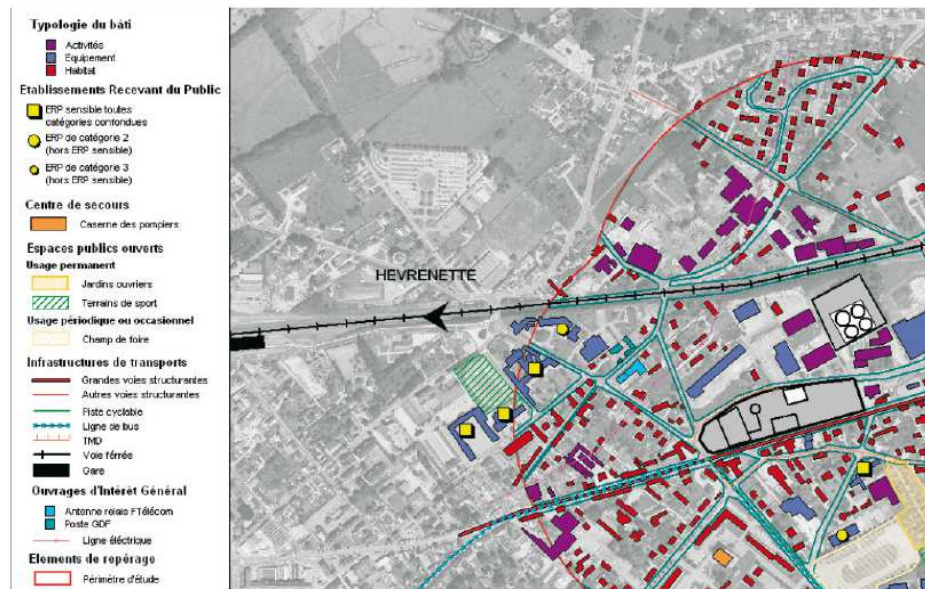 Typologie du bâti
Activités
Equipement
Habitat
Etablissements Recevant du Public
ERP sensible toutes
catégories confondues
ERP de catégorie 2
(hors ERP sensible)
ERP de catégorie 3
(hors ERP sensible)
Centre de secours
Caserne des pompiers
Espaces publics ouverts
Usage permanent
Jardins ouvriers
Terrains de sport
Usage périodique ou occasionnel
Champ de foire
Infrastructures de transports
Grandes voies structurantes
Autres voies structurantes
Piste cyclable
Ligne de bus
TMD
Voie férrée
Gare
Ouvrages d'Intérêt Général
Antenne relais FTélécom
Poste GDF
Ligne éléctrique
Elements de repérage
Périmètre d'étude
HEVRENETTE